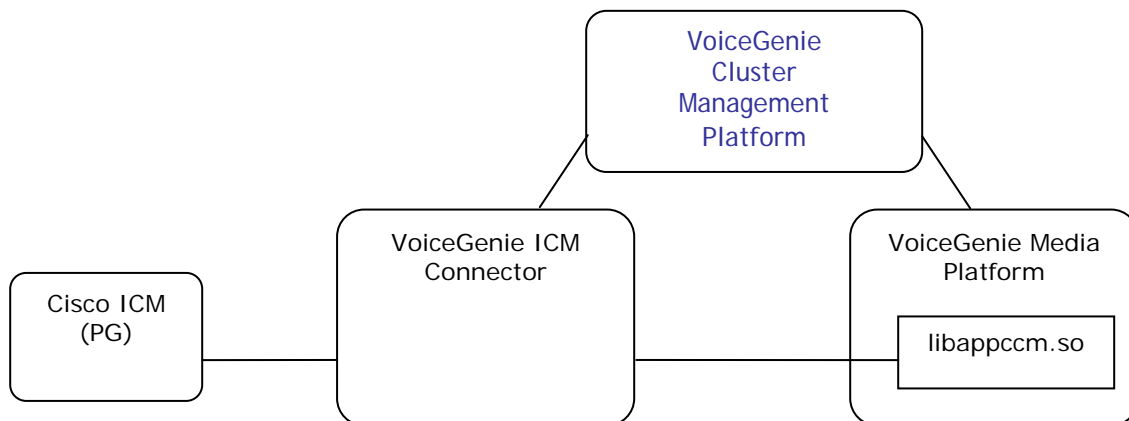 VoiceGenie
Cluster
Management
Platform
VoiceGenie ICM
Connector
VoiceGenie Media
Platform
Cisco ICM
(PG)
libappccm.so